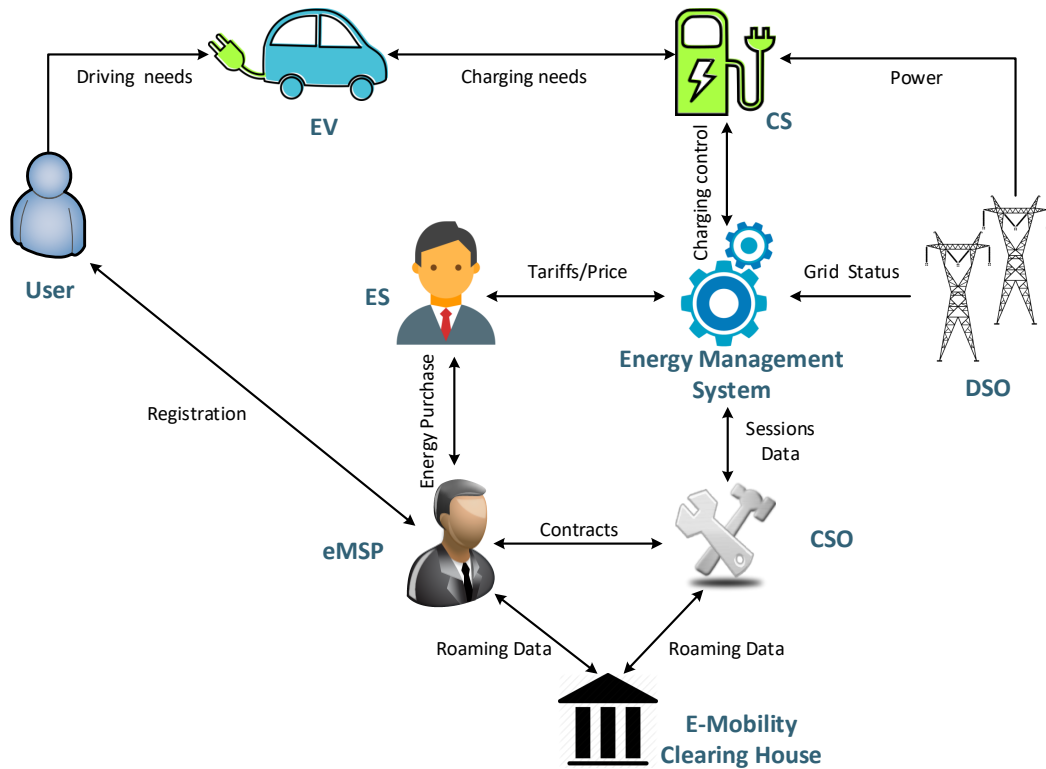 Driving needs
Charging needs
Power
EV
CS
Charging control
User
ES
Tariffs/Price
Grid Status
Energy Management
System
DSO
Registration
Energy Purchase
Sessions
Data
eMSP
Contracts
CSO
Roaming Data
Roaming Data
E-Mobility
Clearing House